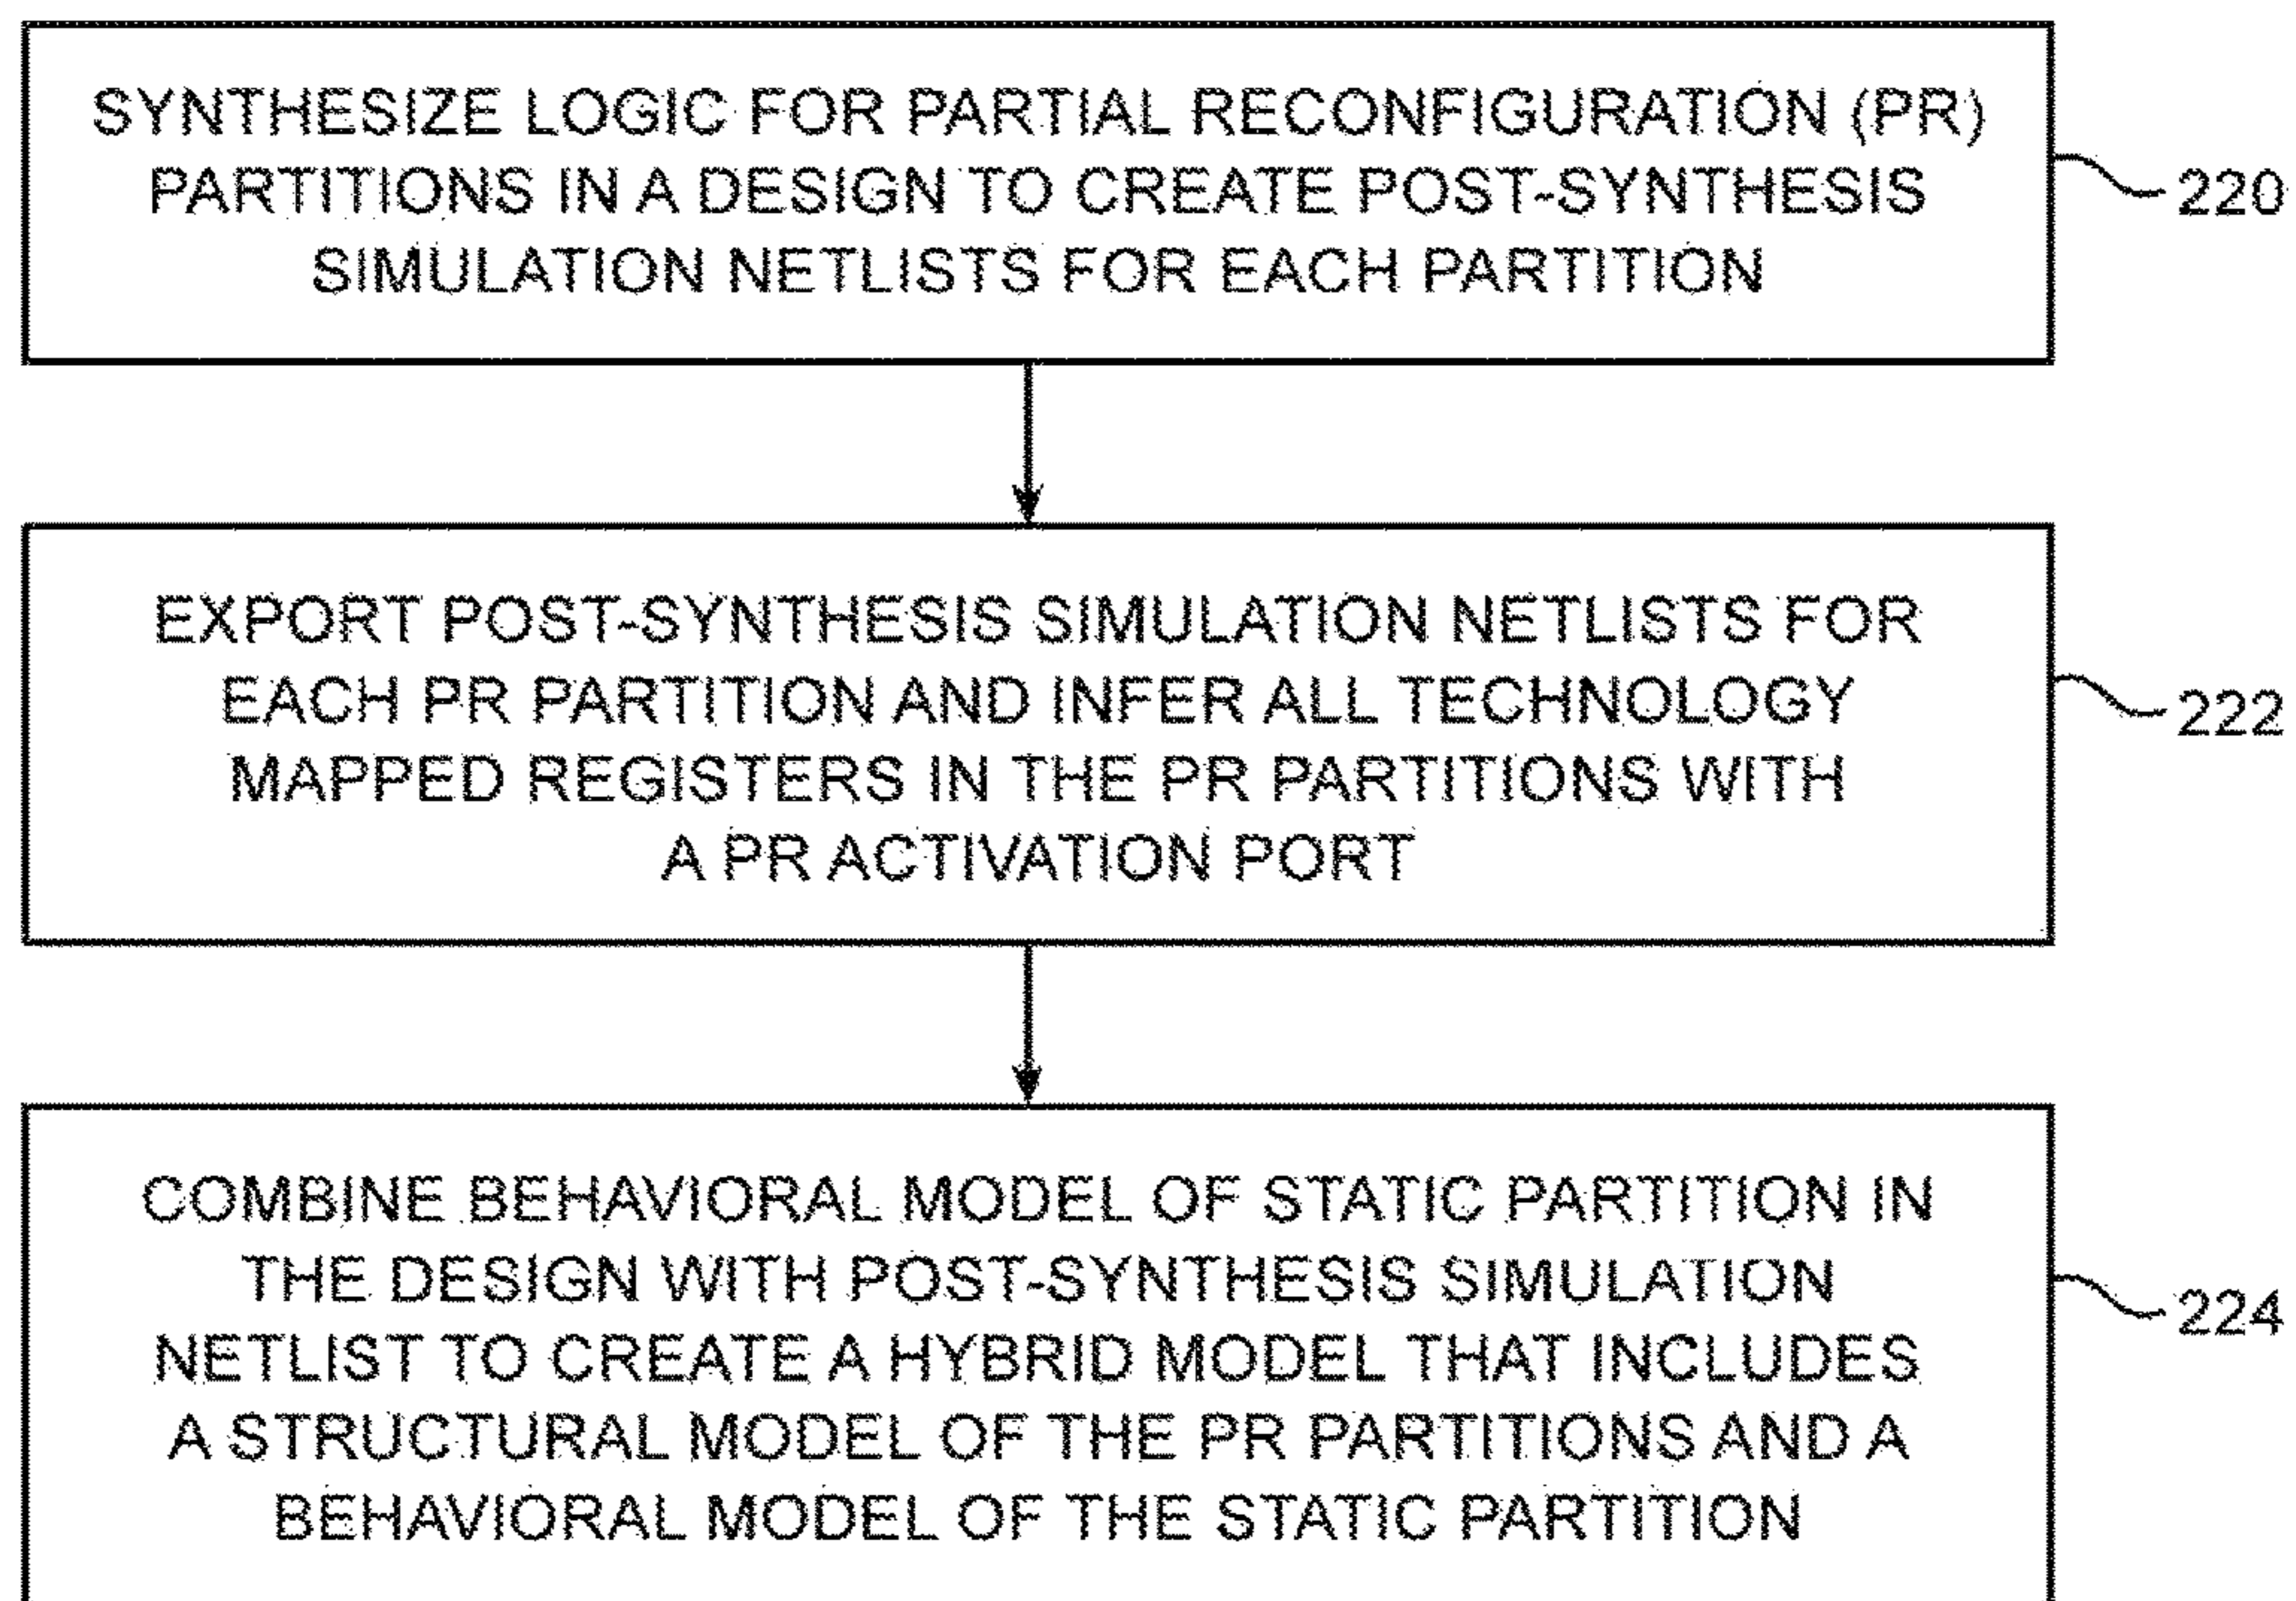 SYNTHESIZE LOGIC FOR PARTIAL RECONFIGURATION (PR)
PARTITIONS IN A DESIGN TO CREATE POST-SYNTHESIS
SIMULATION NETLISTS FOR EACH PARTITION
220
EXPORT POST-SYNTHESIS SIMULATION NETLISTS FOR
EACH PR PARTITION AND INFER ALL TECHNOLOGY
MAPPED REGISTERS IN THE PR PARTITIONS WITH
A PR ACTIVATION PORT
222
COMBINE BEHAVIORAL MODEL OF STATIC PARTITION IN
THE DESIGN WITH POST-SYNTHESIS SIMULATION
NETLIST TO CREATE A HYBRID MODEL THAT INCLUDES
A STRUCTURAL MODEL OF THE PR PARTITIONS AND A
BEHAVIORAL MODEL OF THE STATIC PARTITION
224